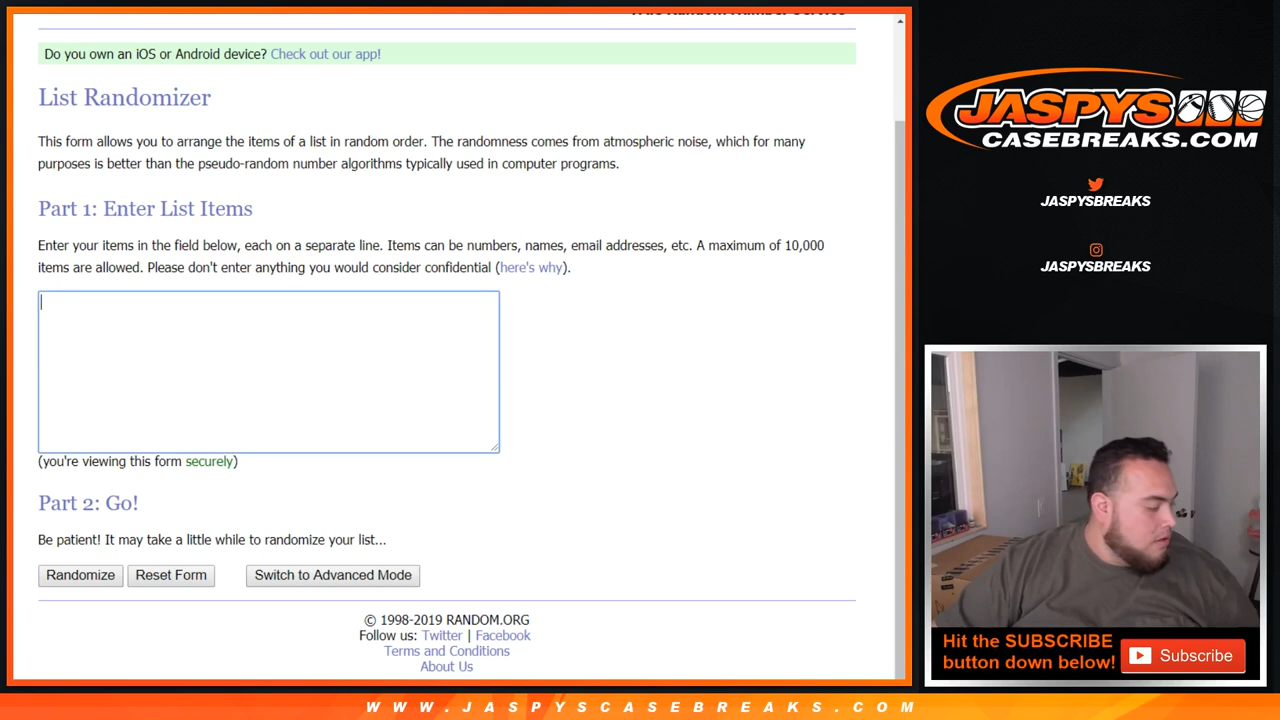 Do you own an iOS or Android device? Check out our app!
List Randomizer
This form allows you to arrange the items of a list in random order. The randomness comes from atmospheric noise, which for many
purposes is better than the pseudo-random number algorithms typically used in computer programs.
Part 1: Enter List Items
Enter your items in the field below, each on a separate line. Items can be numbers, names, email addresses, etc. A maximum of 10,000
items are allowed. Please don't enter anything you would consider confidential (here's why).
(you're viewing this form securely)
Part 2: Go!
Be patient! It may take a little while to randomize your list...
Randomize Reset Form Switch to Advanced Mode
© 1998-2019 RANDOM.ORG
Follow us: Twitter | Facebook
Terms and Conditions
About Us
JASPYS
CASEBREAKS.COM
JASPYSBREAKS
JASPYSBREAKS
Hit the SUBSCRIBE
button down below!
Subscribe
WWW.JASPYSCASEBREAKS.COM